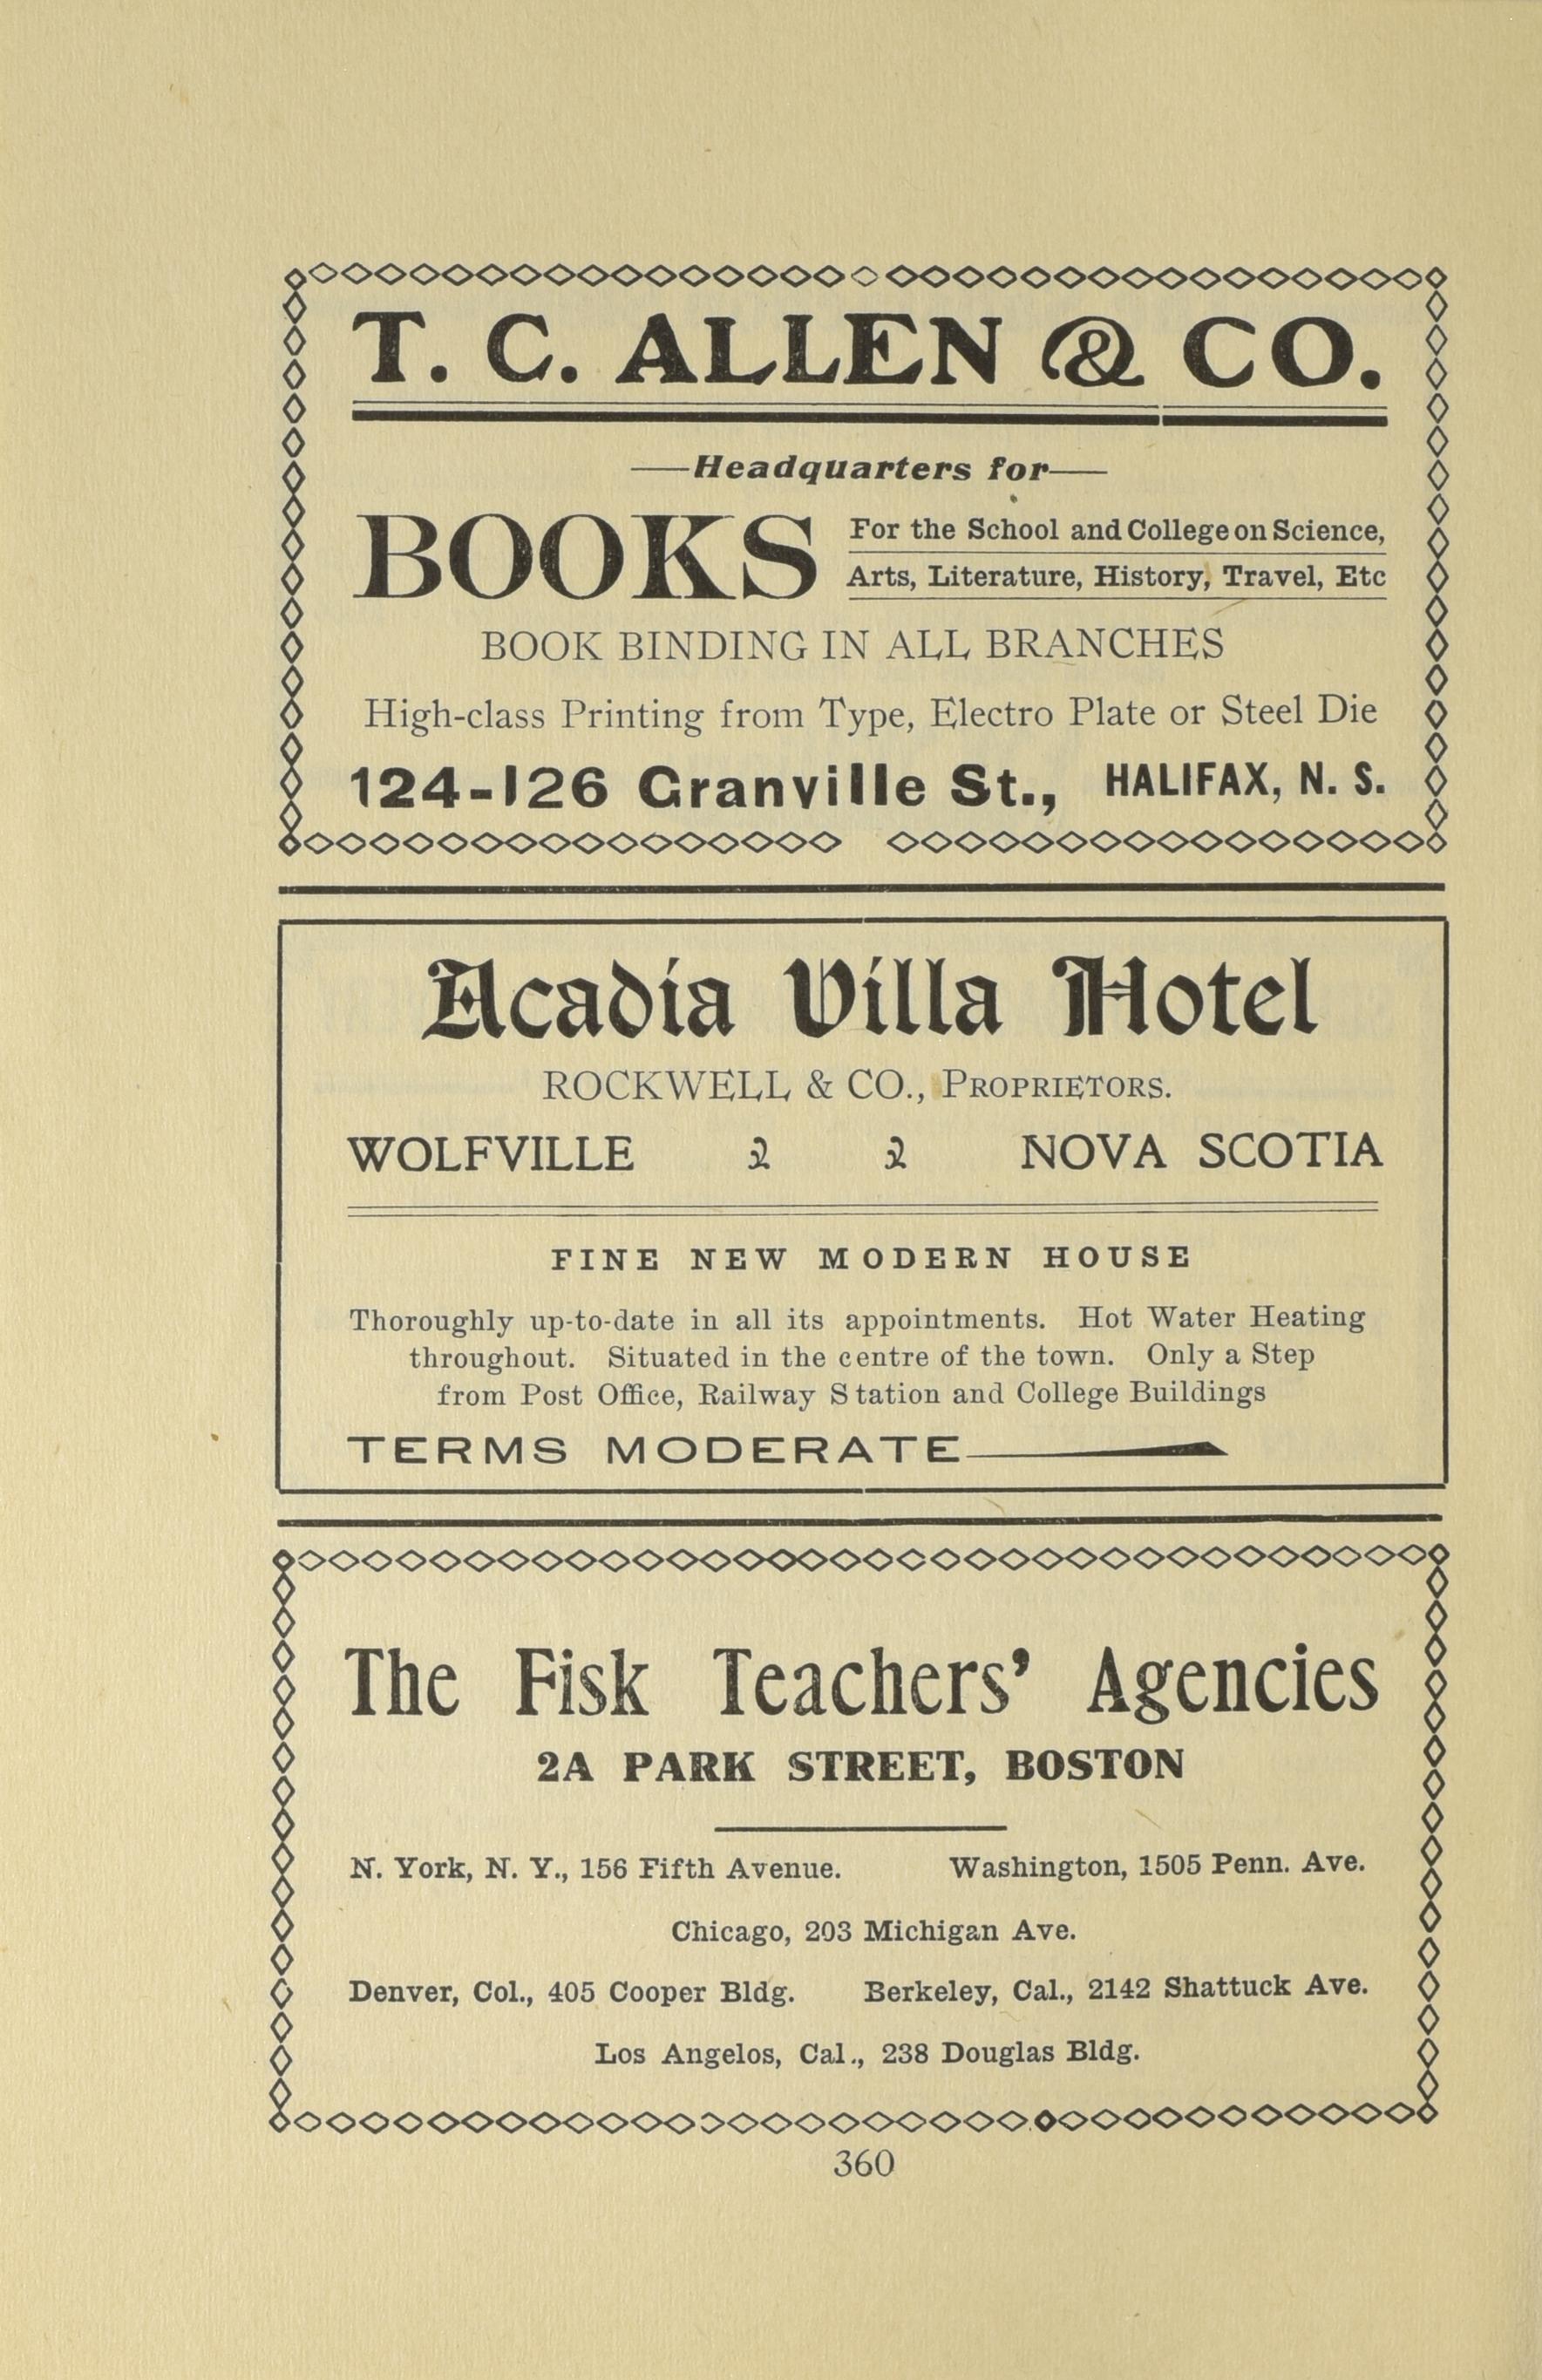 T. C. ALLEN & CO.
—Headquarters for—
BOOKS For the School and College on Science,
Arts, Literature, History, Travel, Etc
BOOK BINDING IN ALL BRANCHES
High-class Printing from Type, Electro Plate or Steel Die
124-126 Granville St., HALIFAX, N. S.
Acadia Villa Hotel
ROCKWELL & CO., PROPRIETORS.
WOLFVILLE NOVA SCOTIA
FINE NEW MODERN HOUSE
Thoroughly up-to-date in all its appointments. Hot Water Heating
throughout. Situated in the centre of the town. Only a Step
from Post Office, Railway Station and College Buildings
TERMS MODERATE
The Fisk Teachers' Agencies
2A PARK STREET, BOSTON
N. York, N. Y., 156 Fifth Avenue. Washington, 1505 Penn. Ave.
Chicago, 203 Michigan Ave.
Denver, Col., 405 Cooper Bldg. Berkeley, Cal., 2142 Shattuck Ave.
Los Angelos, Cal., 238 Douglas Bldg.
360